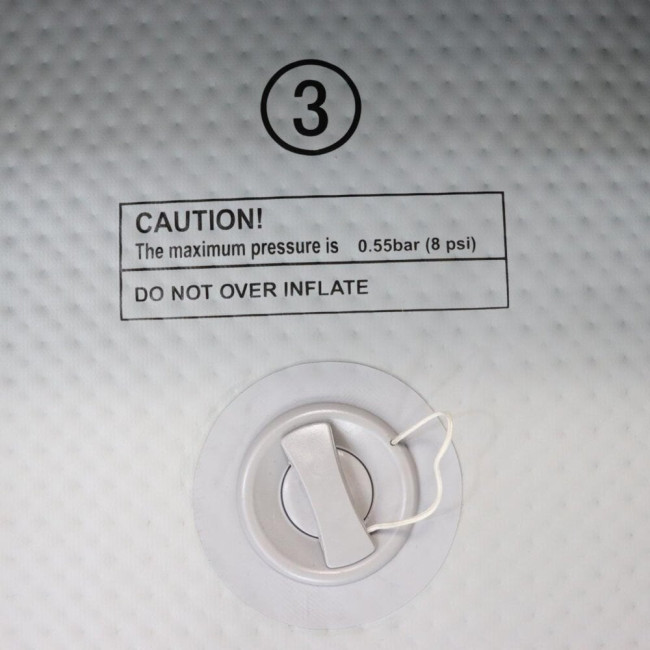 3
CAUTION!
The maximum pressure is 0.55bar (8 psi)
DO NOT OVER INFLATE